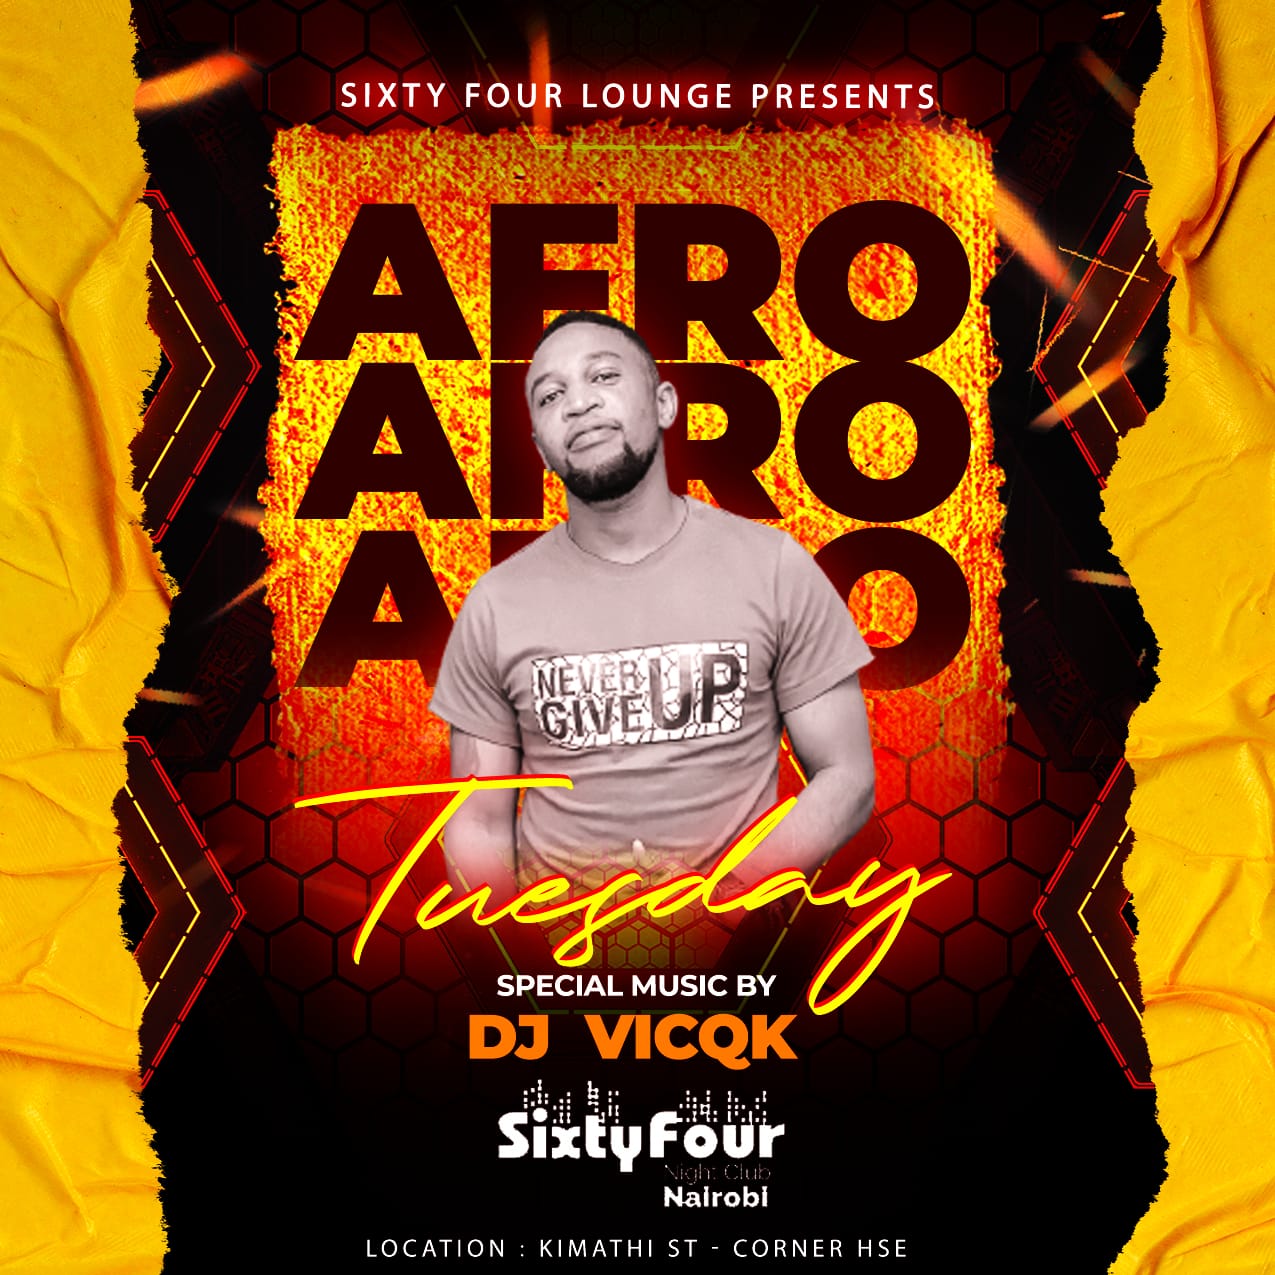 SIXTY FOUR LOUNGE PRESENTS
AFRO
AFRO
NEVER
GIVE UP
Tuesday
SPECIAL MUSIC BY
DJ VICQK
SixtyFour
Night Club
Nairobi
LOCATION : KIMATHI ST - CORNER HSE